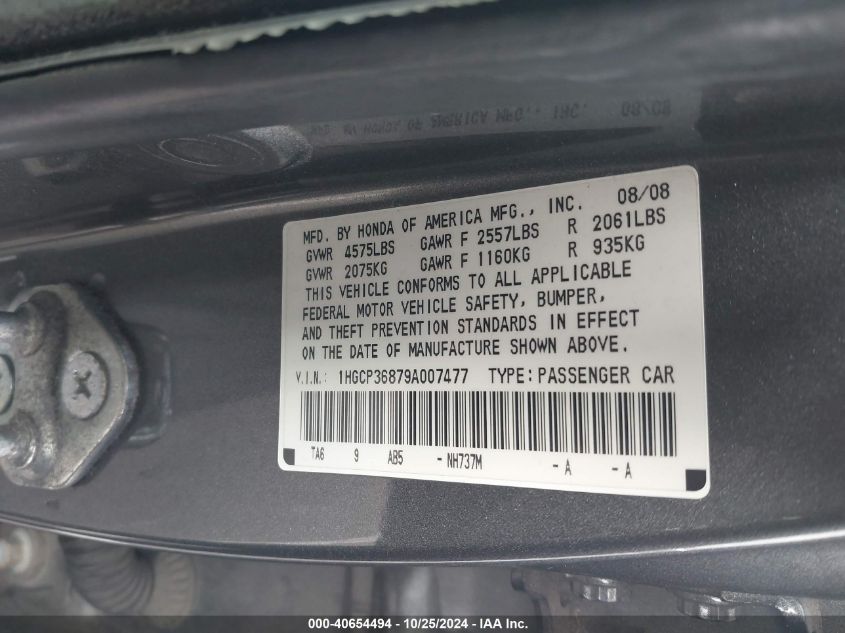 MFD. BY HONDA OF AMERICA MFG., INC. 08/08
GVWR 4575LBS GAWR F 2557LBS R 2061LBS
GVWR 2075KG GAWR F 1160KG R 935KG
THIS VEHICLE CONFORMS TO ALL APPLICABLE
FEDERAL MOTOR VEHICLE SAFETY, BUMPER,
AND THEFT PREVENTION STANDARDS IN EFFECT
ON THE DATE OF MANUFACTURE SHOWN ABOVE.
V.I.N.: 1HGCP36879A007477 TYPE: PASSENGER CAR
TA6 9 AB5 -NH737M -A -A
000-40654494 - 10/25/2024 - IAA Inc.